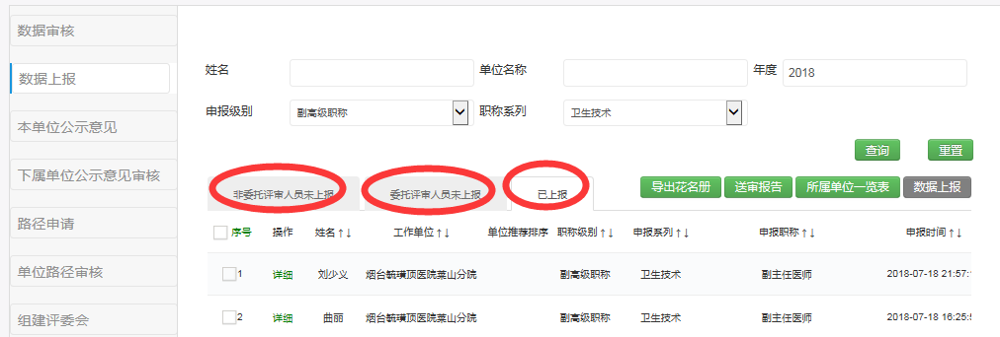 数据审核
数据上报
本单位公示意见
下属单位公示意见审核
路径申请
单位路径审核
组建评委会
姓名 单位名称 年度 2018
申报级别 副高级职称 职称系列 卫生技术
查询 重置
非委托评审人员未上报 委托评审人员未上报 已上报 导出花名册 送审报告 所属单位一览表 数据上报
序号 操作 姓名↑↓ 工作单位↑↓ 单位推荐排序 职称级别↑↓ 申报系列↑↓ 申报职称↑↓ 申报时间↑↓
1 详细 刘少义 烟台毓璜顶医院莱山分院 副高级职称 卫生技术 副主任医师 2018-07-18 21:57:
2 详细 曲丽 烟台毓璜顶医院莱山分院 副高级职称 卫生技术 副主任医师 2018-07-18 16:25: